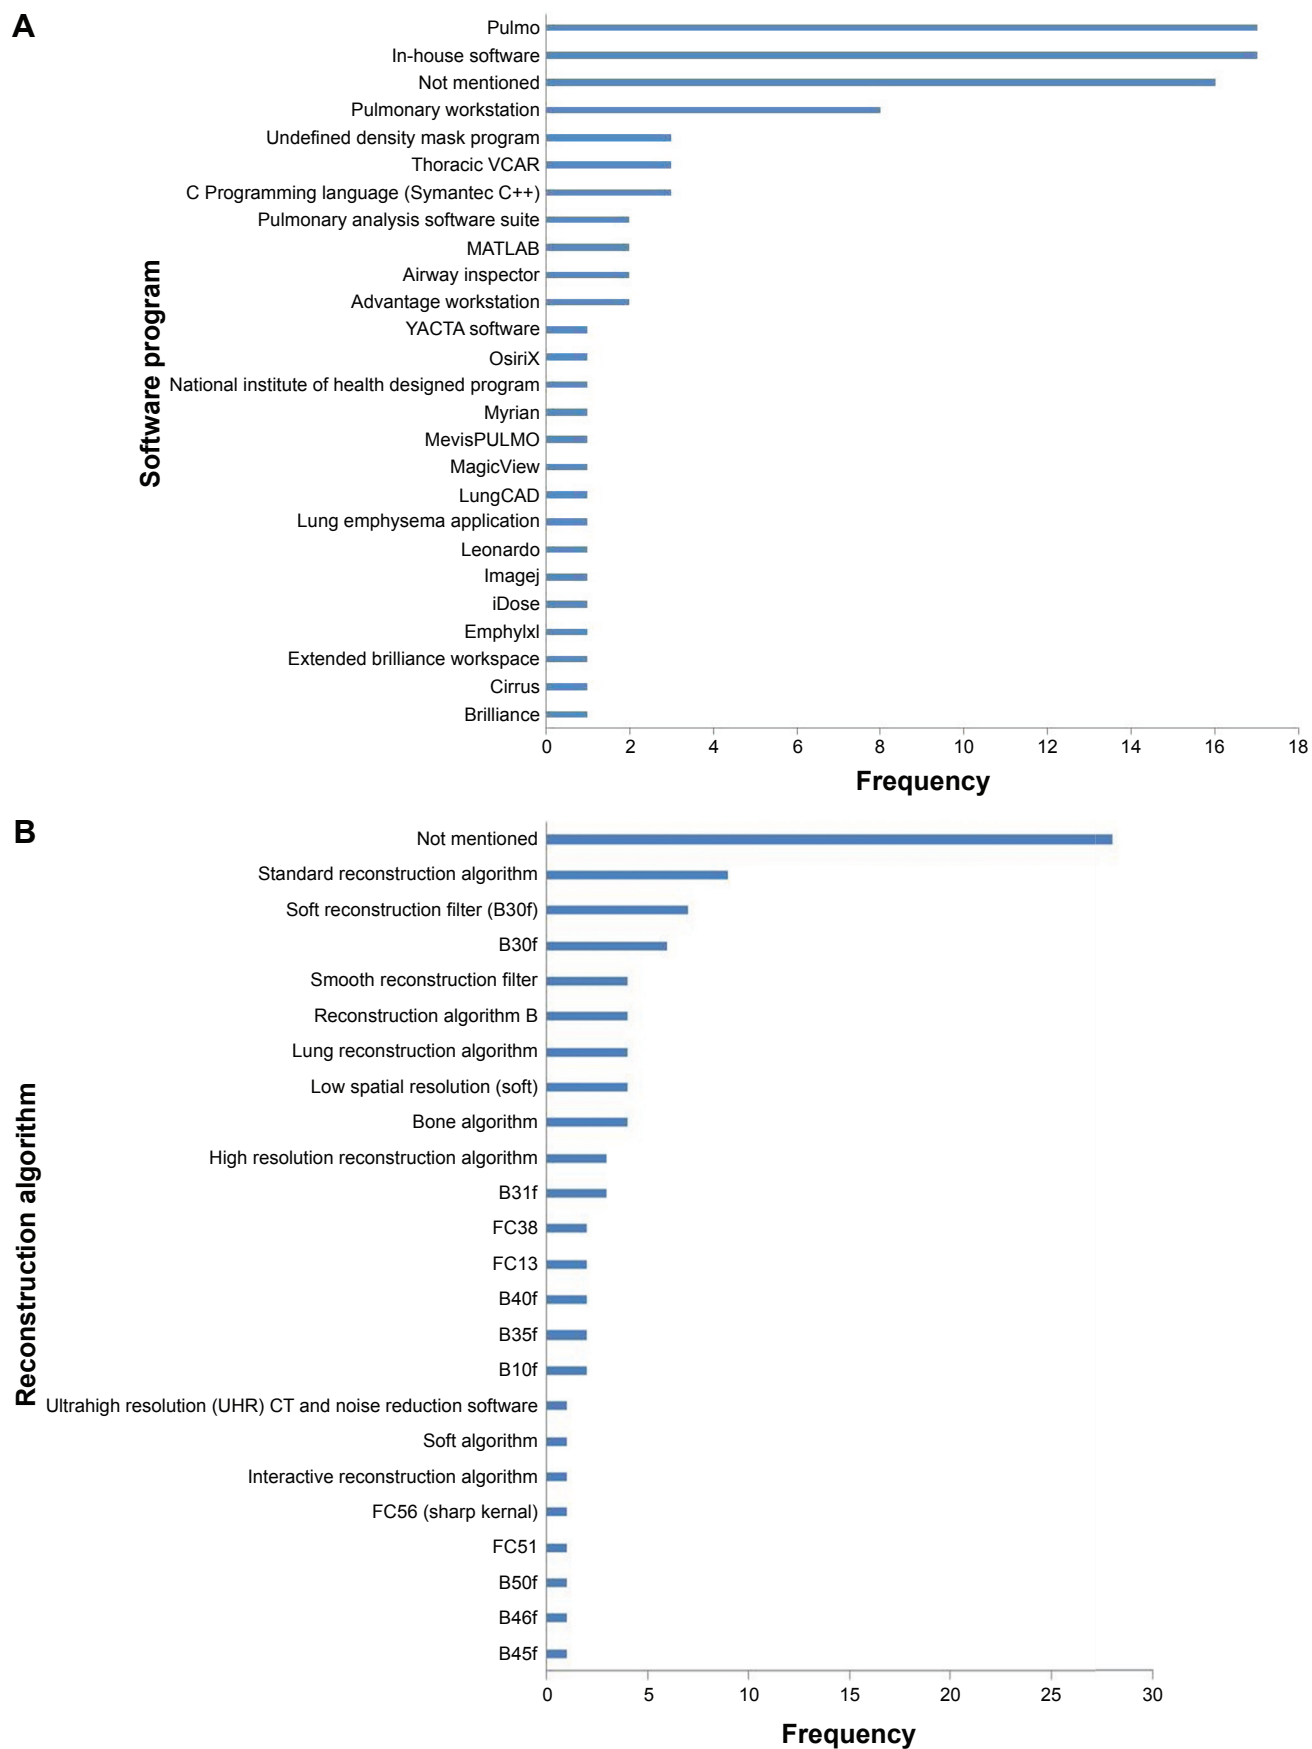 A
Pulmo
In-house software
Not mentioned
Pulmonary workstation
Undefined density mask program
Thoracic VCAR
C Programming language (Symantec C++)
Pulmonary analysis software suite
MATLAB
Airway inspector
Advantage workstation
YACTA software
OsiriX
National institute of health designed program
Myrian
MevisPULMO
MagicView
LungCAD
Lung emphysema application
Leonardo
Imagej
iDose
Emphylxl
Extended brilliance workspace
Cirrus
Brilliance
Software program
0 2 4 6 8 10 12 14 16 18
Frequency
B
Not mentioned
Standard reconstruction algorithm
Soft reconstruction filter (B30f)
B30f
Smooth reconstruction filter
Reconstruction algorithm B
Lung reconstruction algorithm
Low spatial resolution (soft)
Bone algorithm
High resolution reconstruction algorithm
B31f
FC38
FC13
B40f
B35f
B10f
Ultrahigh resolution (UHR) CT and noise reduction software
Soft algorithm
Interactive reconstruction algorithm
FC56 (sharp kernal)
FC51
B50f
B46f
B45f
Reconstruction algorithm
0 5 10 15 20 25 30
Frequency